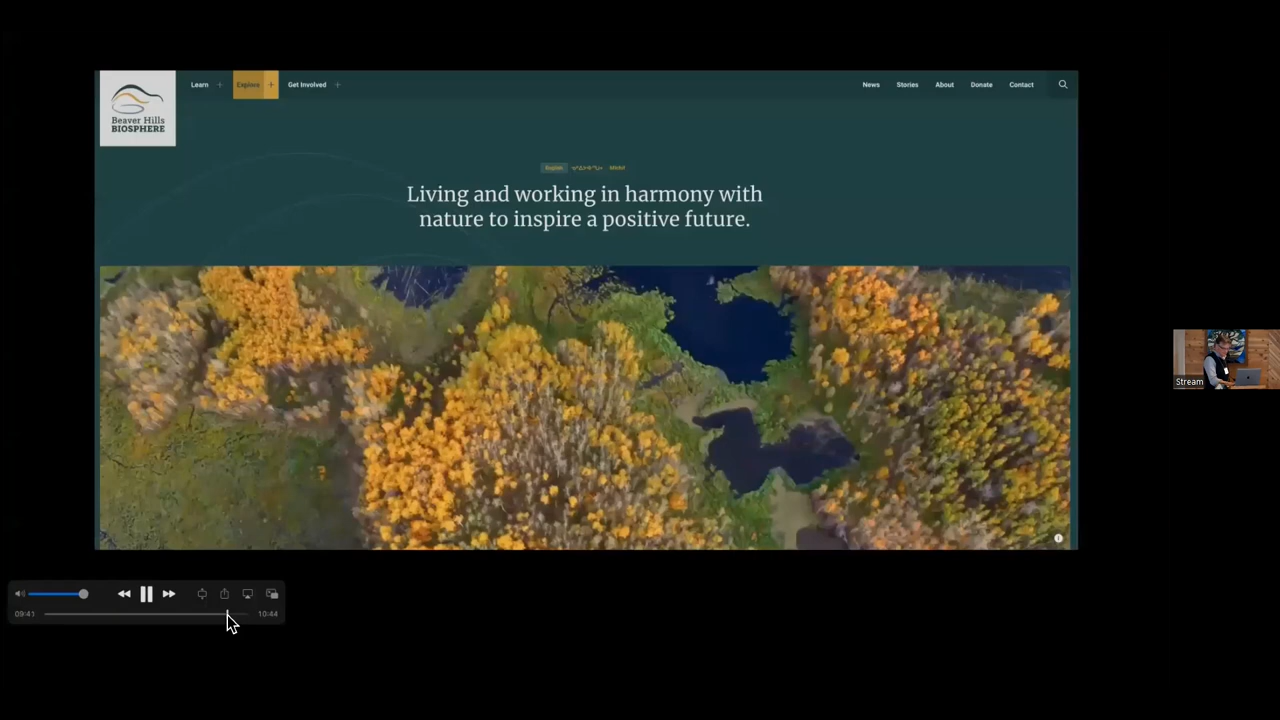 Learn +
Explore +
Get Involved +
News
Stories
About
Donate
Contact
Beaver Hills
BIOSPHERE
English
Living and working in harmony with
nature to inspire a positive future.
Stream
09:41
10:44